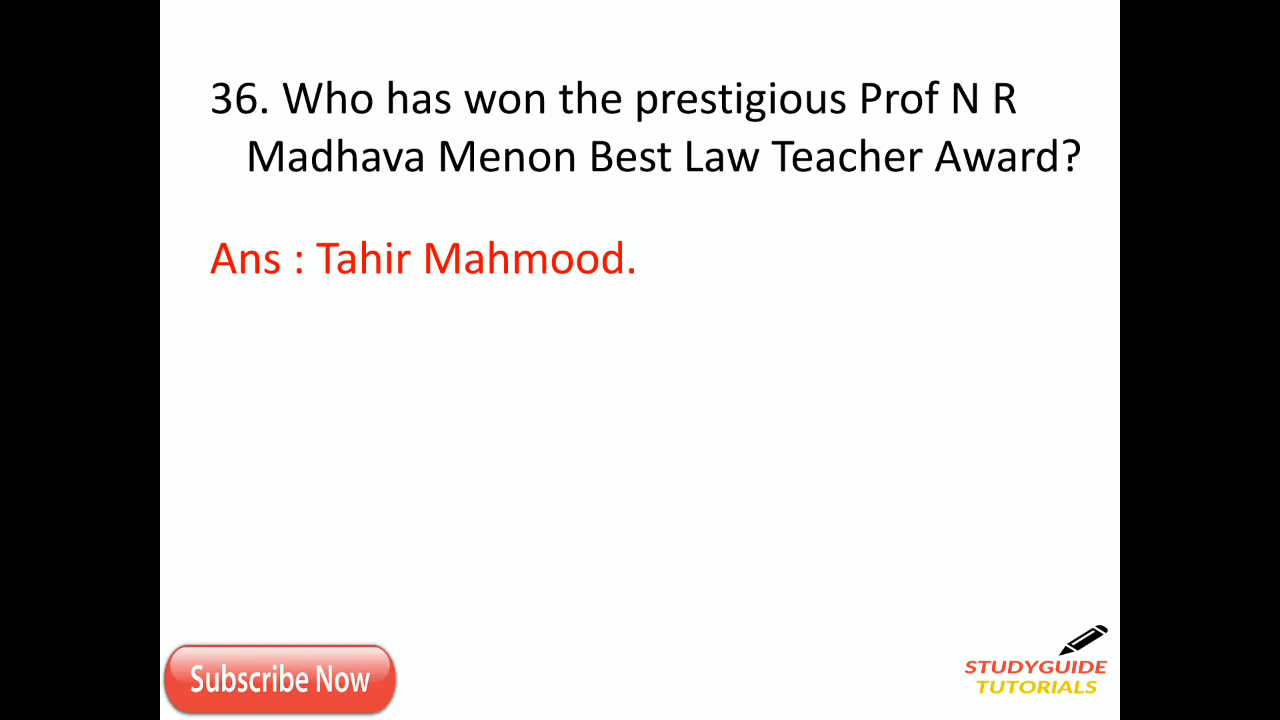 36. Who has won the prestigious Prof N R
Madhava Menon Best Law Teacher Award?
Ans : Tahir Mahmood.
Subscribe Now
STUDYGUIDE
TUTORIALS